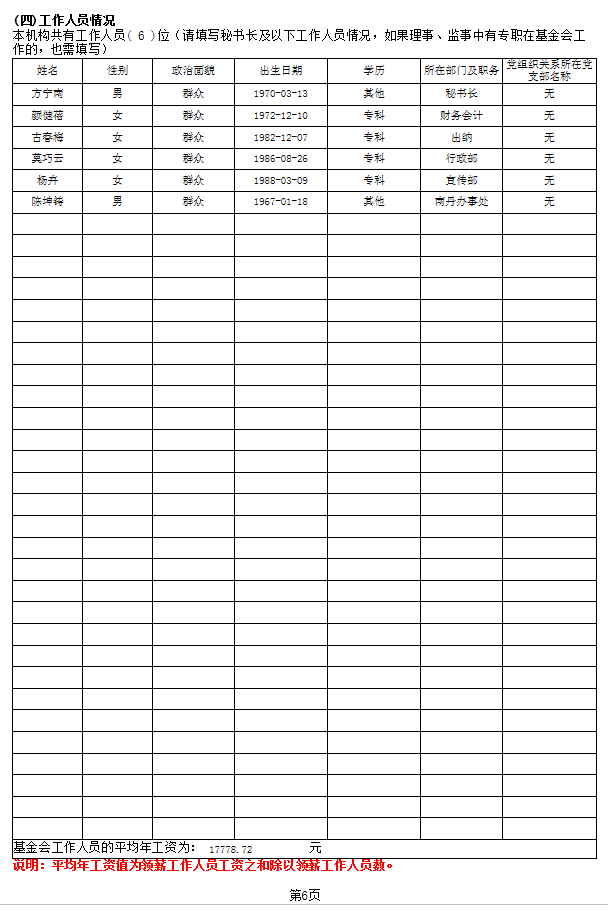 (四)工作人员情况
本机构共有工作人员( 6 )位(请填写秘书长及以下工作人员情况，如果理事、监事中有专职在基金会工
作的，也需填写)
姓名 性别 政治面貌 出生日期 学历 所在部门及职务 党组织关系所在党
支部名称
方宁南 男 群众 1970-03-13 其他 秘书长 无
颜健蓓 女 群众 1972-12-10 专科 财务会计 无
古春梅 女 群众 1982-12-07 专科 出纳 无
莫巧云 女 群众 1986-08-26 专科 行政部 无
杨卉 女 群众 1988-03-09 专科 宣传部 无
陈坤 男 群众 1967-01-18 其他 南丹办事处 无
基金会工作人员的平均年工资为： 17778.72 元
说明：平均年工资值为领薪工作人员工资之和除以领薪工作人员数。
第6页